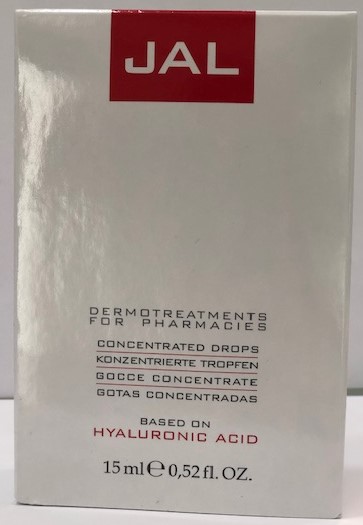 JAL
DERMOTREATMENTS
FOR PHARMACIES
CONCENTRATED DROPS
KONZENTRIERTE TROPFEN
GOCCE CONCENTRATE
GOTAS CONCENTRADAS
BASED ON
HYALURONIC ACID
15 ml ℮ 0,52 fl. OZ.